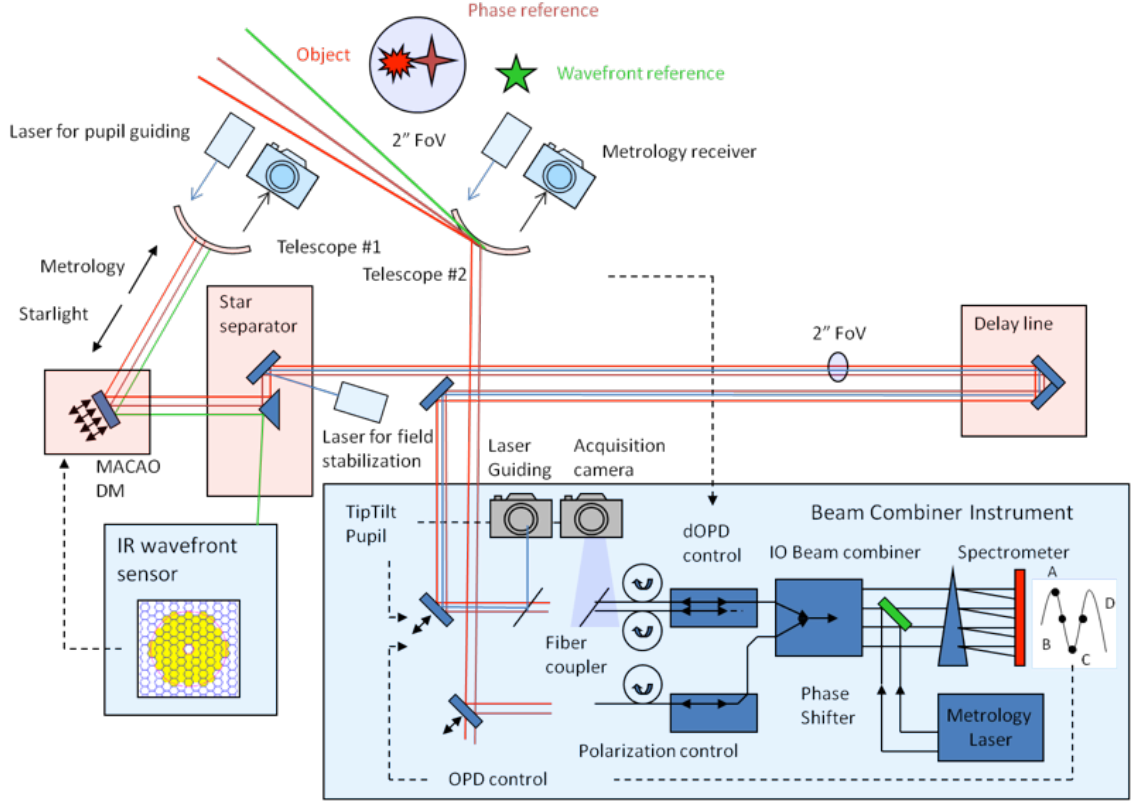 Phase reference
Object
Wavefront reference
Laser for pupil guiding
2” FoV
Metrology receiver
Telescope #1
Telescope #2
Metrology
Starlight
Star
separator
2” FoV
Delay line
MACAO
DM
Laser for field
stabilization
Laser
Guiding
Acquisition
camera
TipTilt
Pupil
Beam Combiner Instrument
dOPD
control
IO Beam combiner
Spectrometer
IR wavefront
sensor
A
D
B
C
Fiber
coupler
Phase
Shifter
Metrology
Laser
Polarization control
OPD control